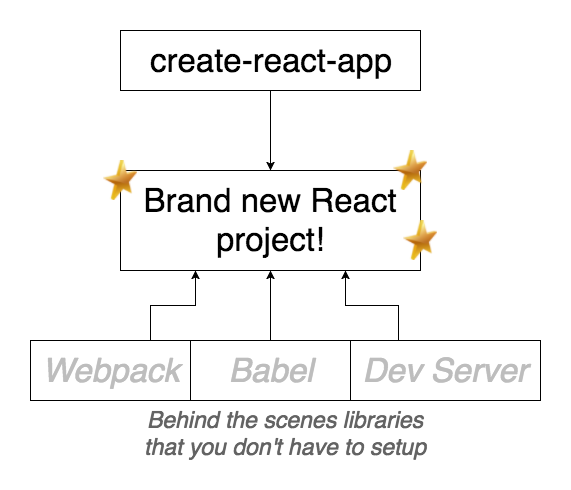 create-react-app
Brand new React
project!
Webpack
Babel
Dev Server
Behind the scenes libraries
that you don't have to setup